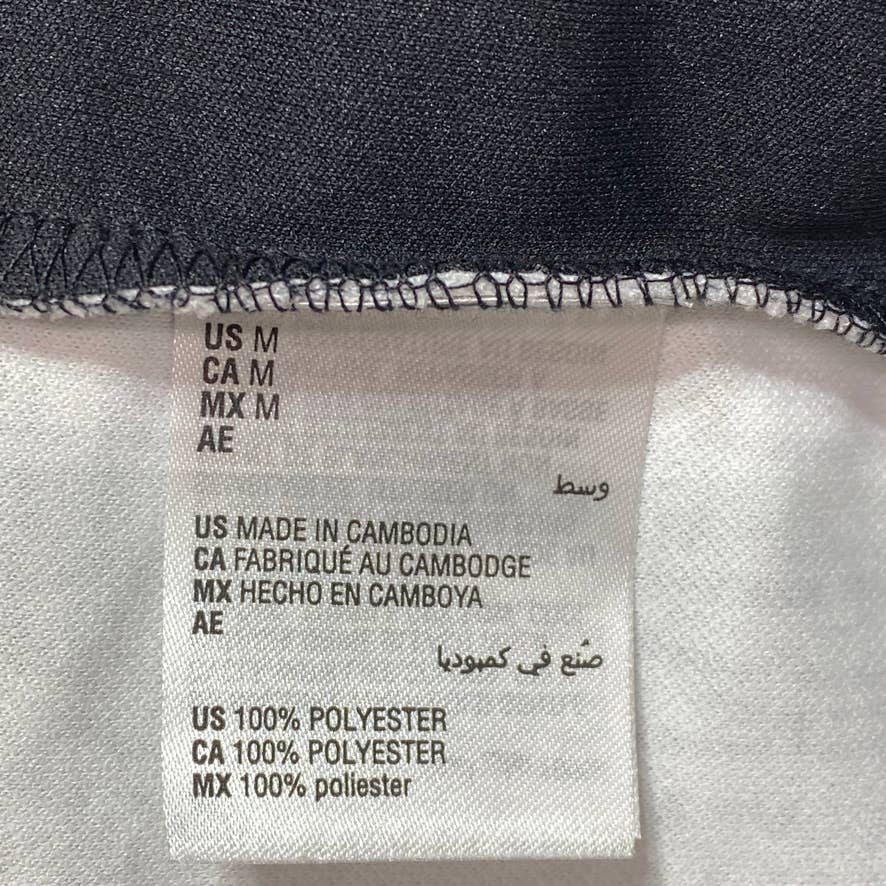 US M
CA M
MX M
AE
وسط
US MADE IN CAMBODIA
CA FABRIQUÉ AU CAMBODGE
MX HECHO EN CAMBOYA
AE
صُنع في كمبوديا
US 100% POLYESTER
CA 100% POLYESTER
MX 100% poliester